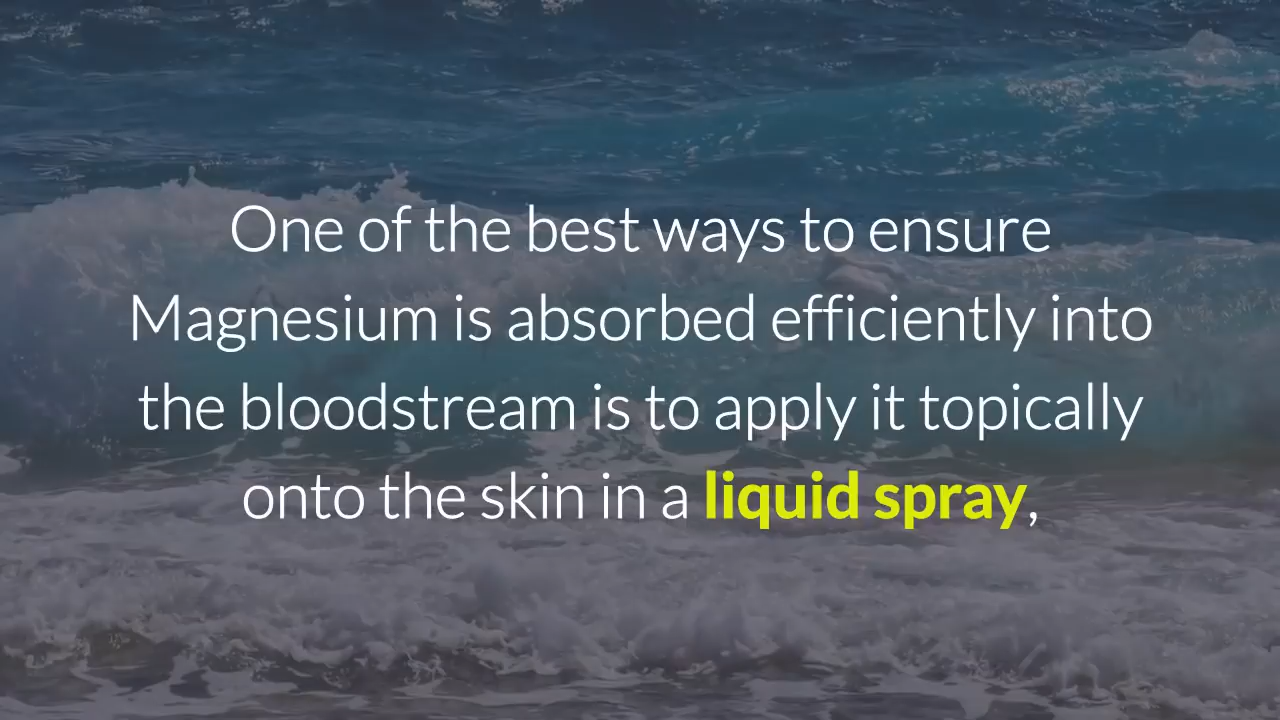 One of the best ways to ensure
Magnesium is absorbed efficiently into
the bloodstream is to apply it topically
onto the skin in a liquid spray,